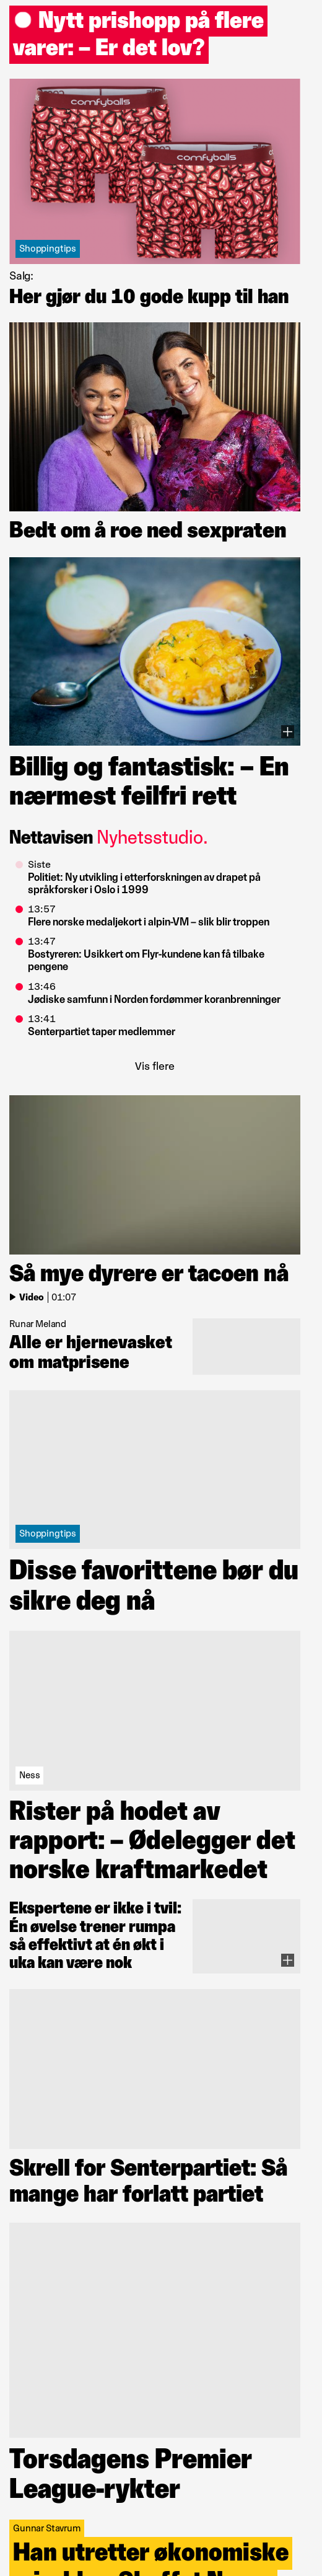 Nytt prishopp på flere
varer: – Er det lov?
comfyballs
comfyballs
Shoppingtips
Salg:
Her gjør du 10 gode kupp til han
Bedt om å roe ned sexpraten
Billig og fantastisk: – En
nærmest feilfri rett
Nettavisen Nyhetsstudio.
Siste
Politiet: Ny utvikling i etterforskningen av drapet på
språkforsker i Oslo i 1999
13:57
Flere norske medaljekort i alpin-VM – slik blir troppen
13:47
Bostyreren: Usikkert om Flyr-kundene kan få tilbake
pengene
13:46
Jødiske samfunn i Norden fordømmer koranbrenninger
13:41
Senterpartiet taper medlemmer
Vis flere
Så mye dyrere er tacoen nå
Video | 01:07
Runar Meland
Alle er hjernevasket
om matprisene
Shoppingtips
Disse favorittene bør du
sikre deg nå
Ness
Rister på hodet av
rapport: – Ødelegger det
norske kraftmarkedet
Ekspertene er ikke i tvil:
Én øvelse trener rumpa
så effektivt at én økt i
uka kan være nok
Skrell for Senterpartiet: Så
mange har forlatt partiet
Torsdagens Premier
League-rykter
Gunnar Stavrum
Han utretter økonomiske